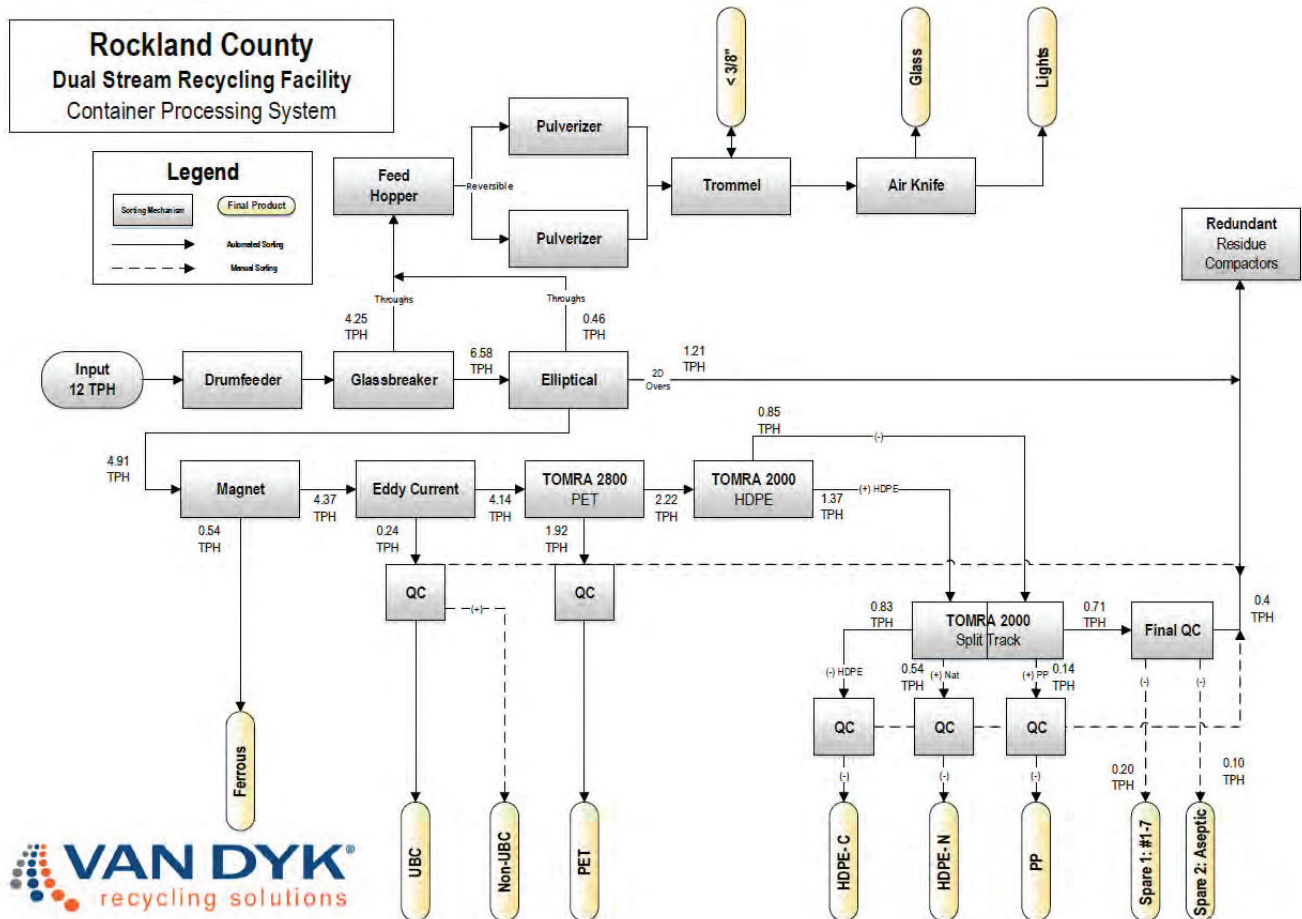 Rockland County
Dual Stream Recycling Facility
Container Processing System
Legend
Sorting Mechanism
Final Product
Automated Sorting
Manual Sorting
< 3/8"
Glass
Lights
Pulverizer
Feed
Hopper
Reversible
Pulverizer
Trommel
Air Knife
Redundant
Residue
Compactors
Throughs
4.25
TPH
Throughs
0.46
TPH
Input
12 TPH
Drumfeeder
Glassbreaker
6.58
TPH
Elliptical
2D
Overs
1.21
TPH
4.91
TPH
Magnet
4.37
TPH
Eddy Current
4.14
TPH
TOMRA 2800
PET
2.22
TPH
TOMRA 2000
HDPE
0.85
TPH
(-)
(+) HDPE
1.37
TPH
0.54
TPH
0.24
TPH
1.92
TPH
QC
(+)
QC
0.83
TPH
TOMRA 2000
Split Track
0.71
TPH
Final QC
0.4
TPH
(-) HDPE
0.54
TPH
(+) Nat
(+) PP
0.14
TPH
(-)
(-)
QC
QC
QC
(-)
(-)
(-)
0.20
TPH
0.10
TPH
Ferrous
UBC
Non-UBC
PET
HDPE- C
HDPE- N
PP
Spare 1: #1-7
Spare 2: Aseptic
VAN DYK®
recycling solutions